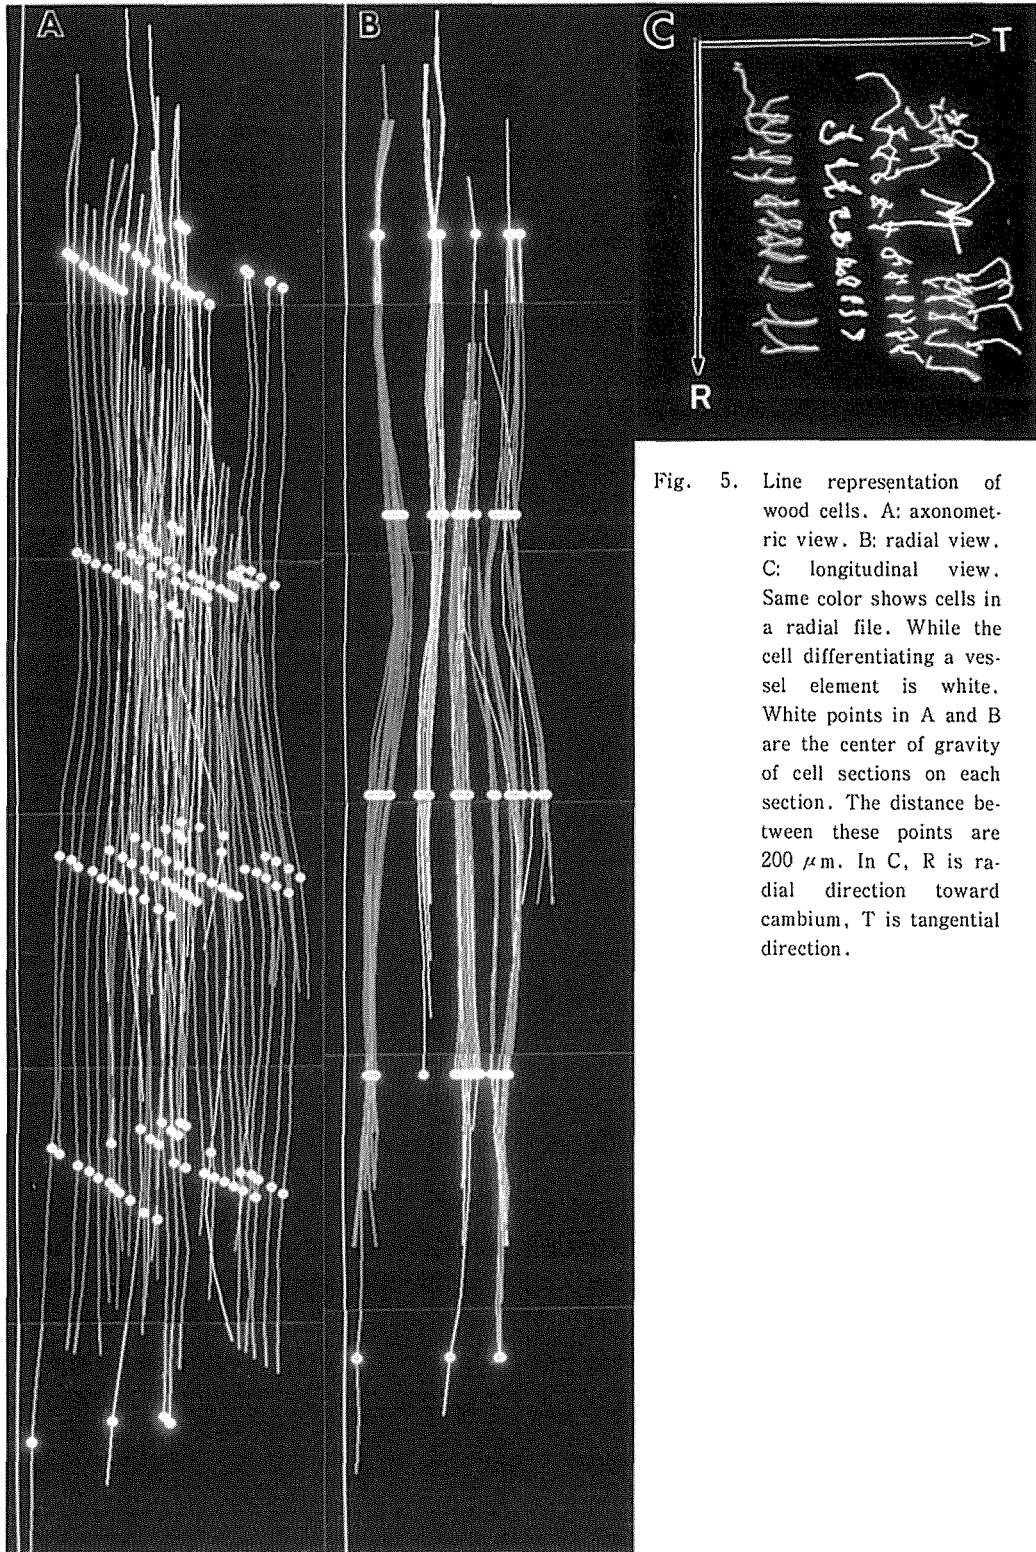 A
B
C
T
R
Fig. 5. Line representation of
wood cells. A: axonomet-
ric view. B: radial view.
C: longitudinal view.
Same color shows cells in
a radial file. While the
cell differentiating a ves-
sel element is white.
White points in A and B
are the center of gravity
of cell sections on each
section. The distance be-
tween these points are
200 μm. In C, R is ra-
dial direction toward
cambium, T is tangential
direction.